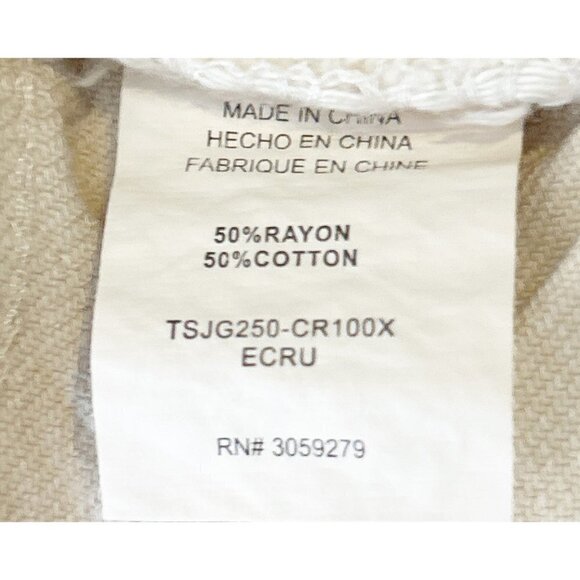 MADE IN CHINA
HECHO EN CHINA
FABRIQUE EN CHINE
50%RAYON
50%COTTON
TSJG250-CR100X
ECRU
RN# 3059279